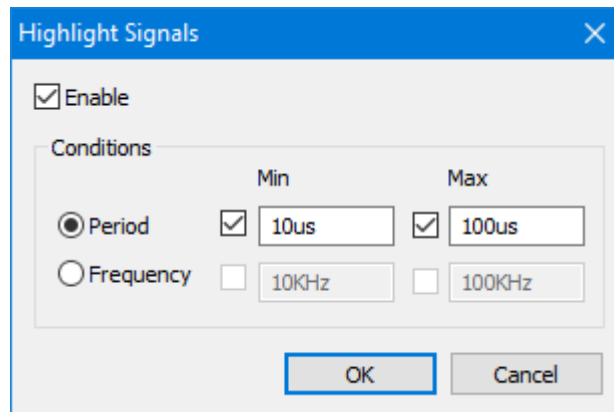 Highlight Signals
Enable
Conditions
Min Max
Period 10us 100us
Frequency 10KHz 100KHz
OK Cancel